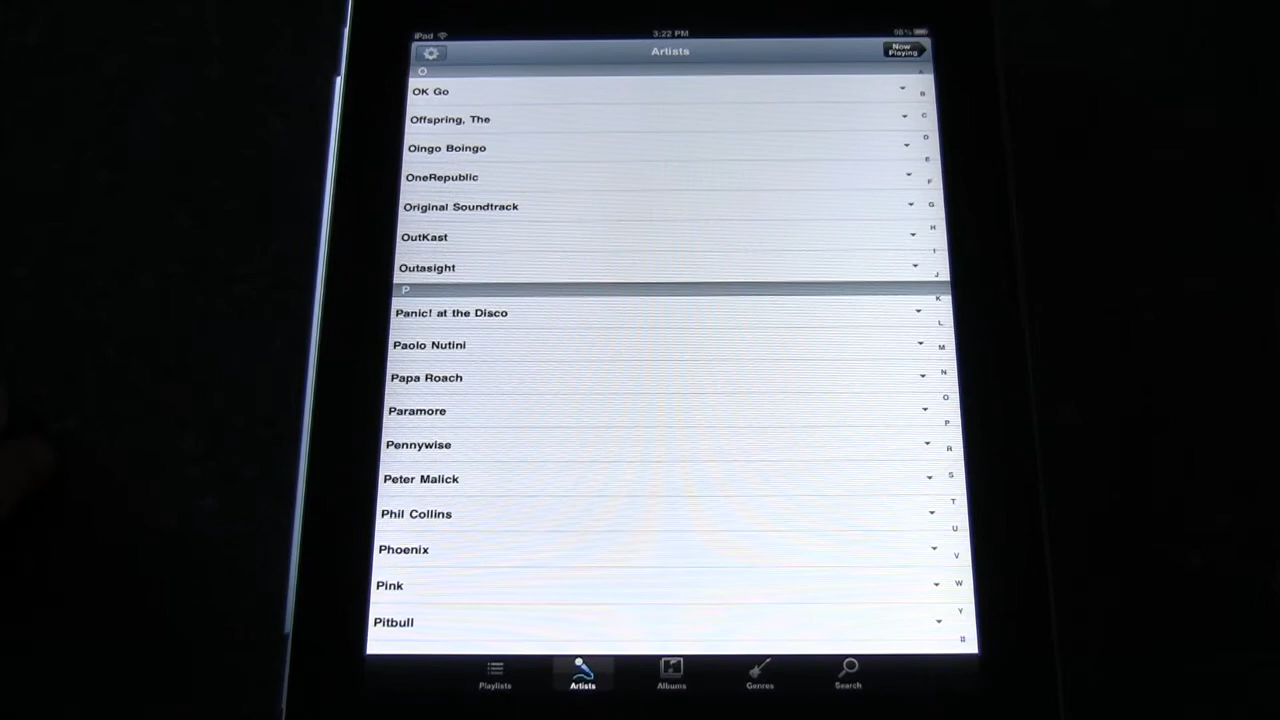 iPad 3:22 PM 98%
Artists
Now Playing
O
OK Go
Offspring, The
Oingo Boingo
OneRepublic
Original Soundtrack
OutKast
Outasight
P
Panic! at the Disco
Paolo Nutini
Papa Roach
Paramore
Pennywise
Peter Malick
Phil Collins
Phoenix
Pink
Pitbull
A
B
C
D
E
F
G
H
I
J
K
L
M
N
O
P
R
S
T
U
V
W
Y
#
Playlists Artists Albums Genres Search